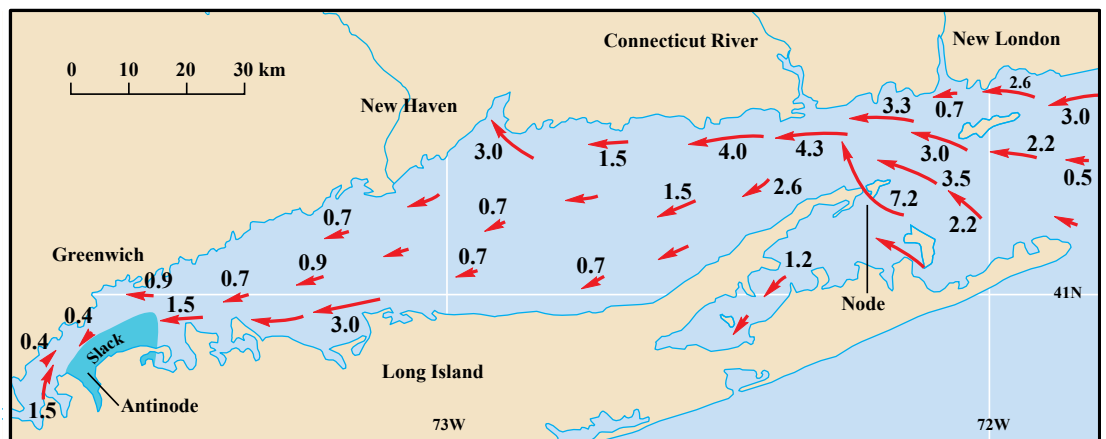 Connecticut River
New London
0 10 20 30 km
New Haven
2.6
3.3
0.7
3.0
3.0
1.5
4.0
4.3
3.0
2.2
0.5
3.5
2.6
7.2
2.2
1.5
0.7
0.7
Greenwich
0.9
0.7
0.9
0.7
0.7
1.2
1.5
3.0
Node
41N
0.4
0.4
Slack
Long Island
Antinode
1.5
73W
72W